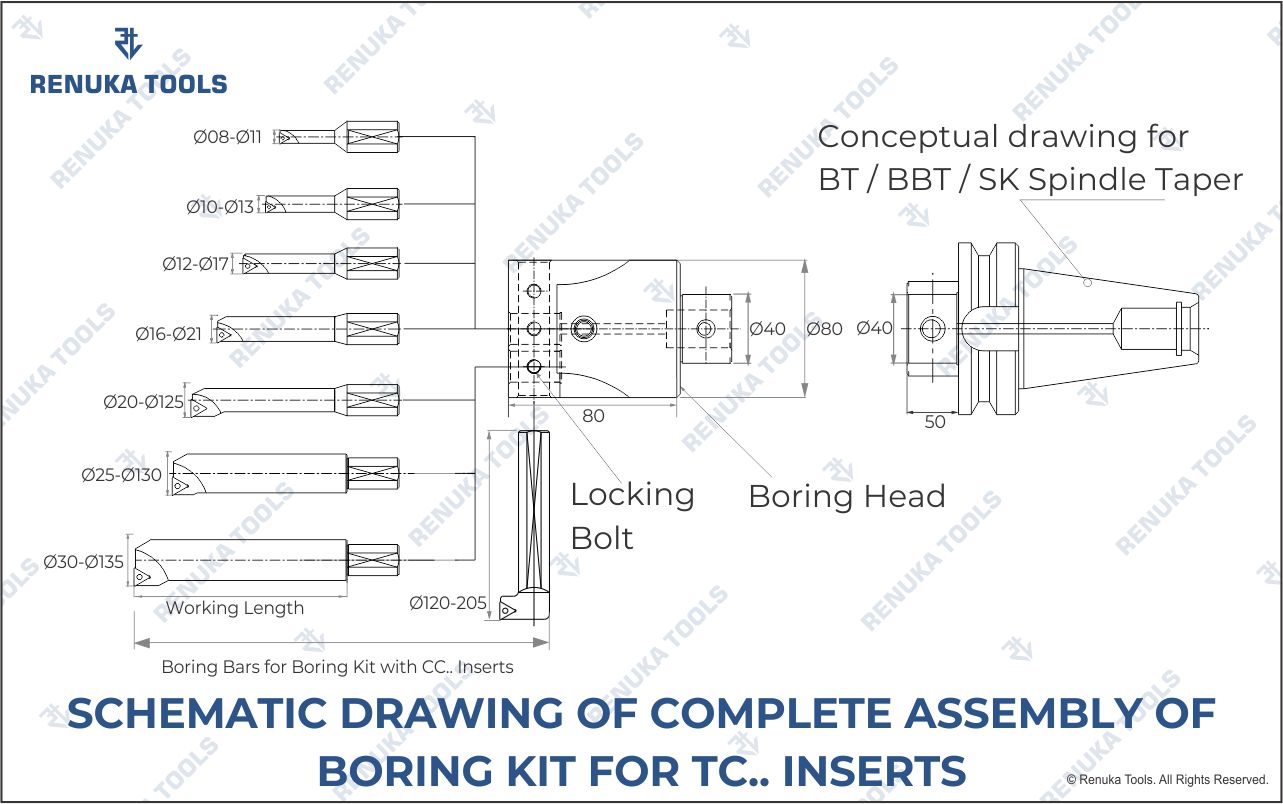 RENUKA TOOLS
Conceptual drawing for
BT / BBT / SK Spindle Taper
Ø08-Ø11
Ø10-Ø13
Ø12-Ø17
Ø16-Ø21
Ø20-Ø125
Ø25-Ø130
Ø30-Ø135
Working Length
Ø120-205
Boring Bars for Boring Kit with CC.. Inserts
80
Ø40
Ø80
Ø40
50
Locking
Bolt
Boring Head
SCHEMATIC DRAWING OF COMPLETE ASSEMBLY OF
BORING KIT FOR TC.. INSERTS
© Renuka Tools. All Rights Reserved.